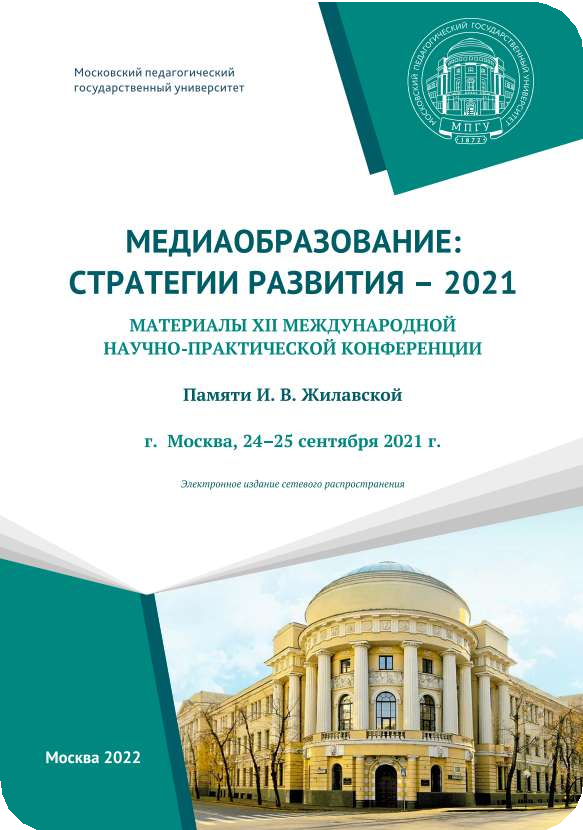 Московский педагогический
государственный университет
МОСКОВСКИЙ ПЕДАГОГИЧЕСКИЙ ГОСУДАРСТВЕННЫЙ УНИВЕРСИТЕТ
МПГУ
1872
МЕДИАОБРАЗОВАНИЕ:
СТРАТЕГИИ РАЗВИТИЯ – 2021
МАТЕРИАЛЫ XII МЕЖДУНАРОДНОЙ
НАУЧНО-ПРАКТИЧЕСКОЙ КОНФЕРЕНЦИИ
Памяти И. В. Жилавской
г. Москва, 24–25 сентября 2021 г.
Электронное издание сетевого распространения
Москва 2022